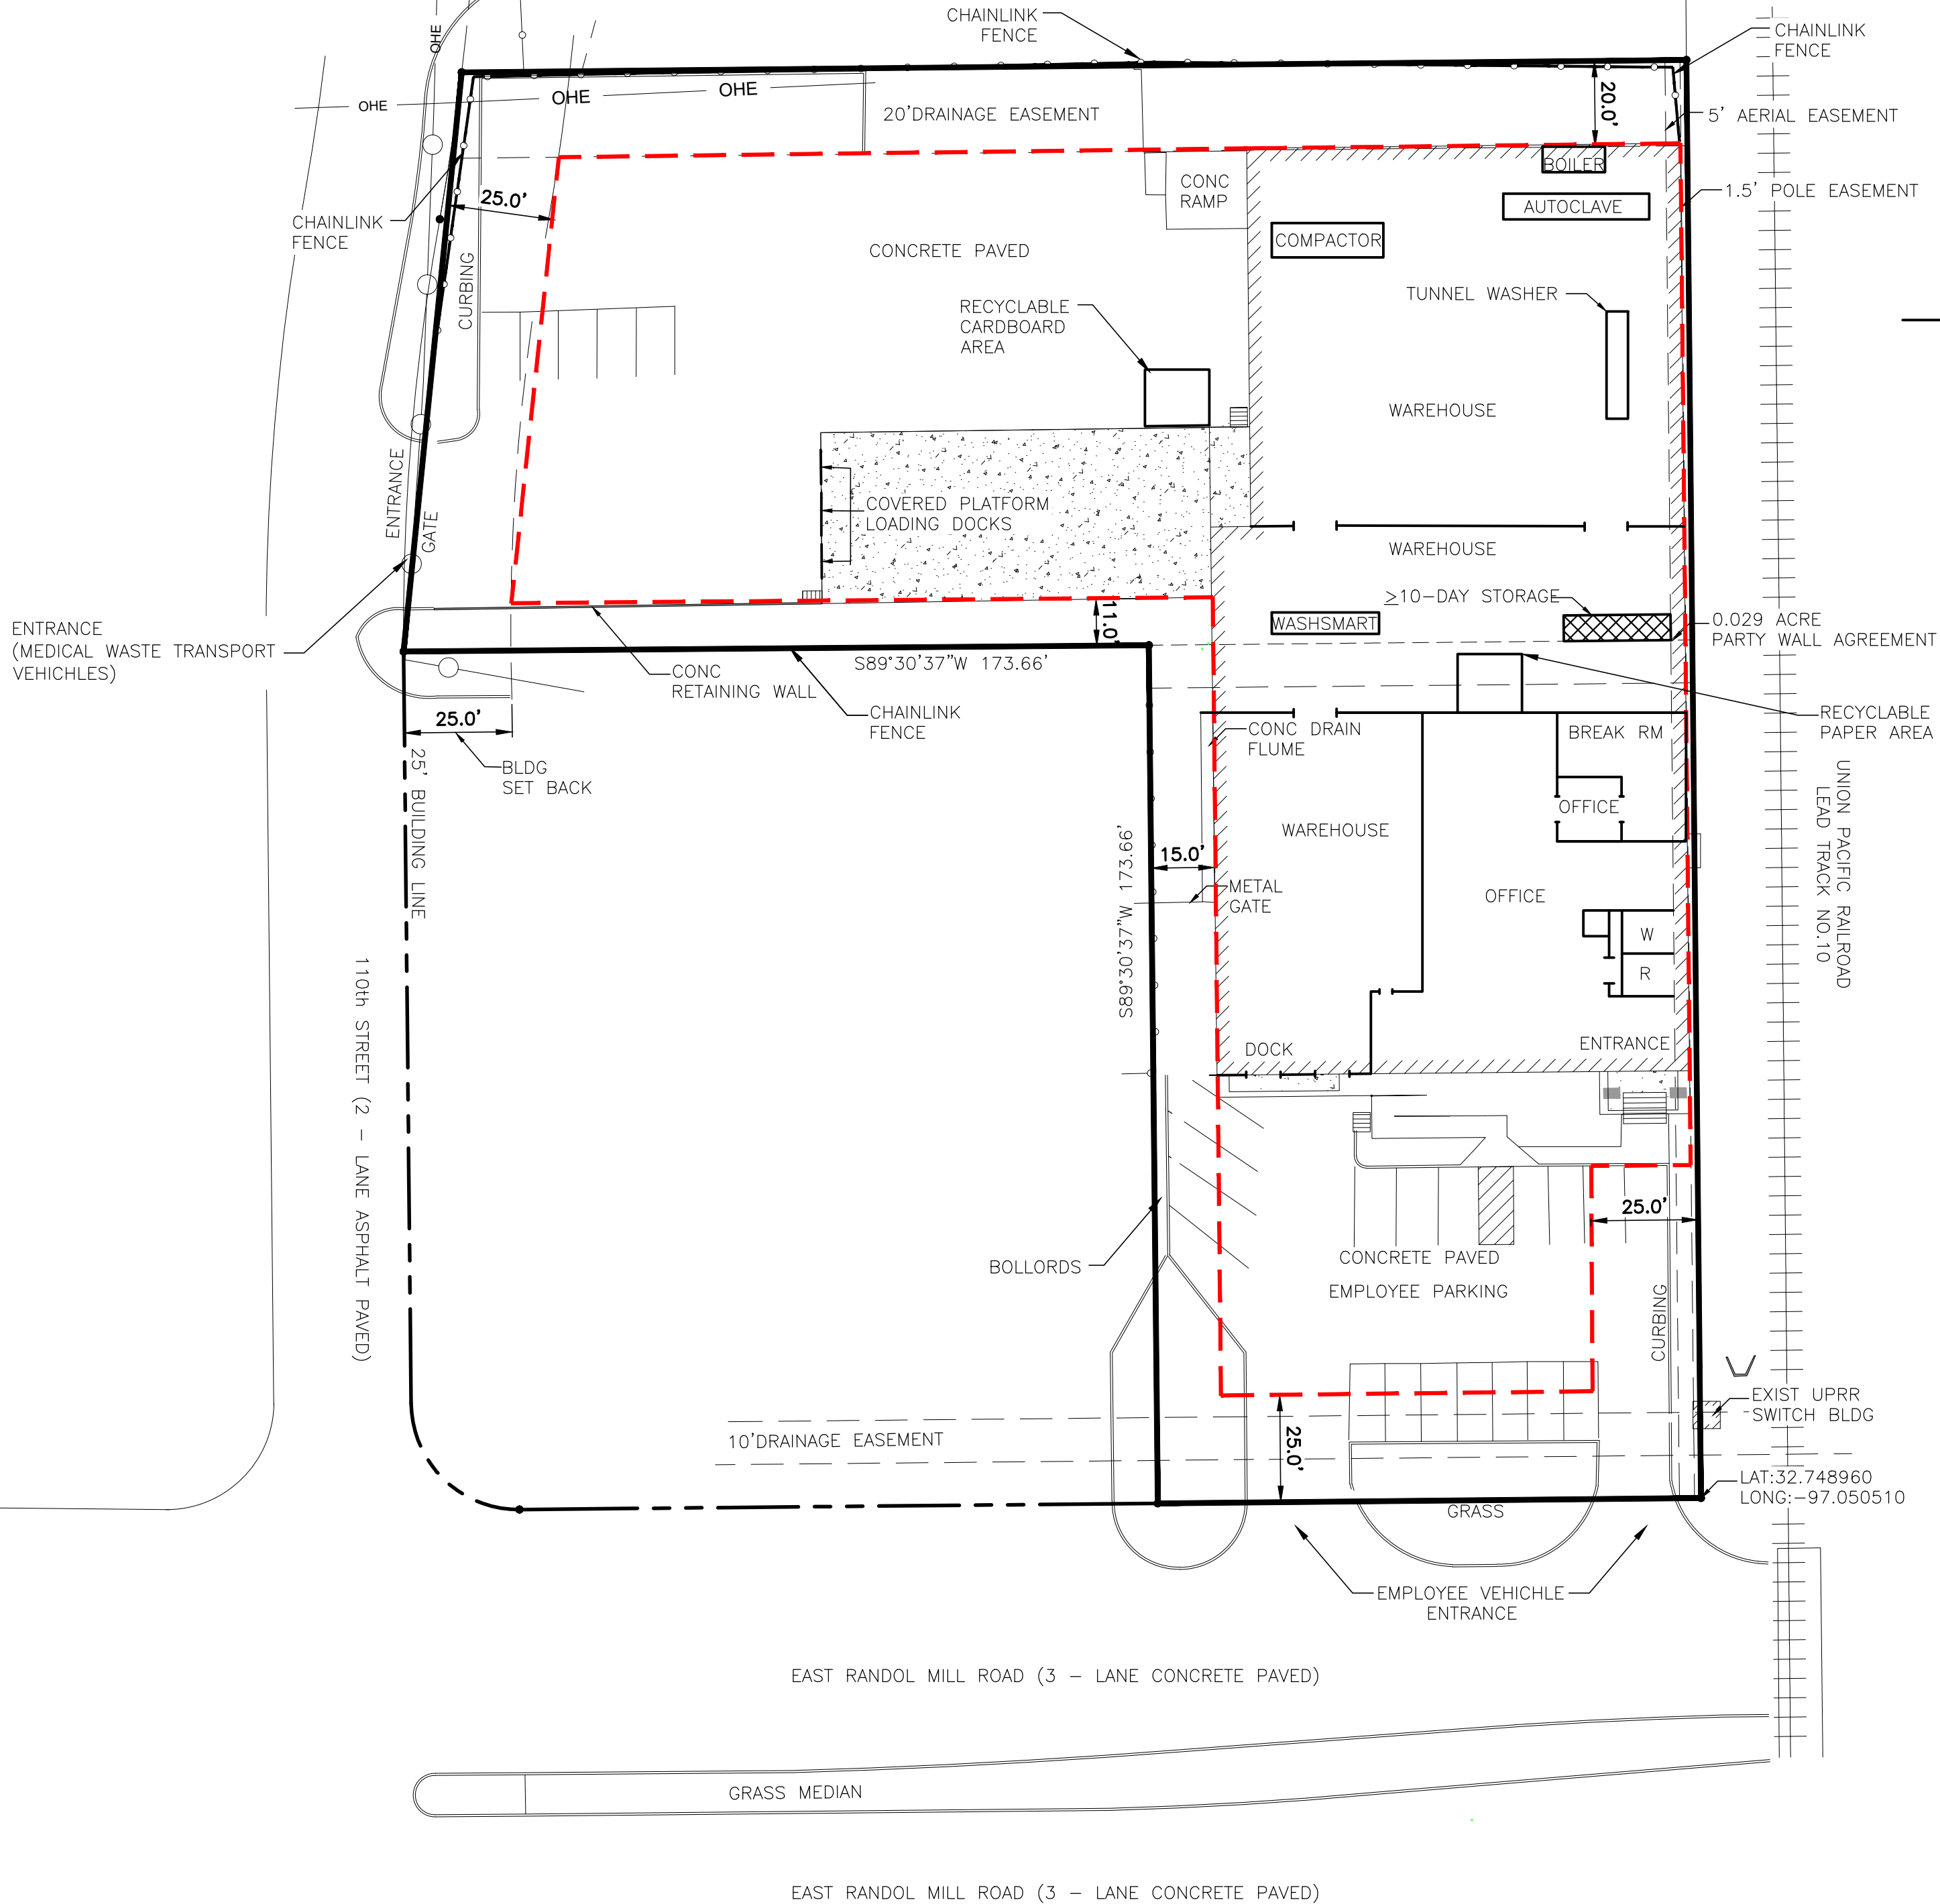 CHAINLINK
FENCE
CHAINLINK
FENCE
OHE
OHE
OHE
OHE
20'DRAINAGE EASEMENT
20.0'
5' AERIAL EASEMENT
BOILER
CONC
RAMP
1.5' POLE EASEMENT
25.0'
AUTOCLAVE
CHAINLINK
FENCE
COMPACTOR
CONCRETE PAVED
CURBING
TUNNEL WASHER
RECYCLABLE
CARDBOARD
AREA
WAREHOUSE
ENTRANCE
GATE
COVERED PLATFORM
LOADING DOCKS
WAREHOUSE
≥10-DAY STORAGE
11.0'
WASHSMART
0.029 ACRE
PARTY WALL AGREEMENT
ENTRANCE
(MEDICAL WASTE TRANSPORT
VEHICHLES)
S89°30'37"W 173.66'
CONC
RETAINING WALL
CHAINLINK
FENCE
25.0'
CONC DRAIN
FLUME
BREAK RM
RECYCLABLE
PAPER AREA
BLDG
SET BACK
25' BUILDING LINE
OFFICE
WAREHOUSE
UNION PACIFIC RAILROAD
LEAD TRACK NO.10
S89°30'37"W 173.66'
15.0'
METAL
GATE
OFFICE
W
R
110th STREET (2 – LANE ASPHALT PAVED)
DOCK
ENTRANCE
25.0'
BOLLORDS
CONCRETE PAVED
EMPLOYEE PARKING
CURBING
EXIST UPRR
SWITCH BLDG
10'DRAINAGE EASEMENT
25.0'
LAT:32.748960
LONG:-97.050510
GRASS
EMPLOYEE VEHICHLE
ENTRANCE
EAST RANDOL MILL ROAD (3 – LANE CONCRETE PAVED)
GRASS MEDIAN
EAST RANDOL MILL ROAD (3 – LANE CONCRETE PAVED)